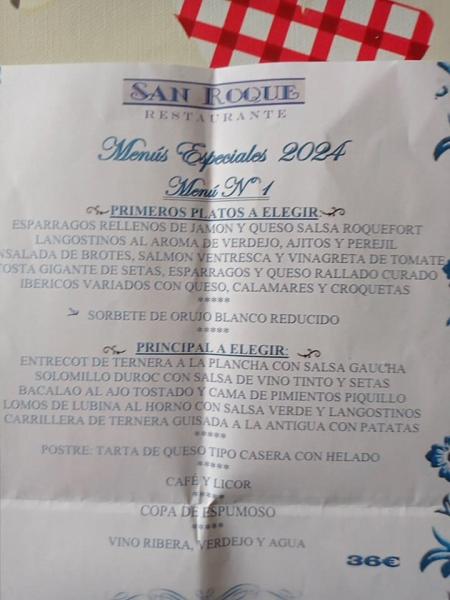 SAN ROQUE
RESTAURANTE
Menús Especiales 2024
Menú Nº 1
PRIMEROS PLATOS A ELEGIR:
ESPARRAGOS RELLENOS DE JAMON Y QUESO SALSA ROQUEFORT
LANGOSTINOS AL AROMA DE VERDEJO, AJITOS Y PEREJIL
NSALADA DE BROTES, SALMON VENTRESCA Y VINAGRETA DE TOMATE
OSTA GIGANTE DE SETAS, ESPARRAGOS Y QUESO RALLADO CURADO
IBERICOS VARIADOS CON QUESO, CALAMARES Y CROQUETAS
*****
SORBETE DE ORUJO BLANCO REDUCIDO
*****
PRINCIPAL A ELEGIR:
ENTRECOT DE TERNERA A LA PLANCHA CON SALSA GAUCHA
SOLOMILLO DUROC CON SALSA DE VINO TINTO Y SETAS
BACALAO AL AJO TOSTADO Y CAMA DE PIMIENTOS PIQUILLO
LOMOS DE LUBINA AL HORNO CON SALSA VERDE Y LANGOSTINOS
CARRILLERA DE TERNERA GUISADA A LA ANTIGUA CON PATATAS
*****
POSTRE: TARTA DE QUESO TIPO CASERA CON HELADO
*****
CAFÉ Y LICOR
*****
COPA DE ESPUMOSO
*****
VINO RIBERA, VERDEJO Y AGUA
36€